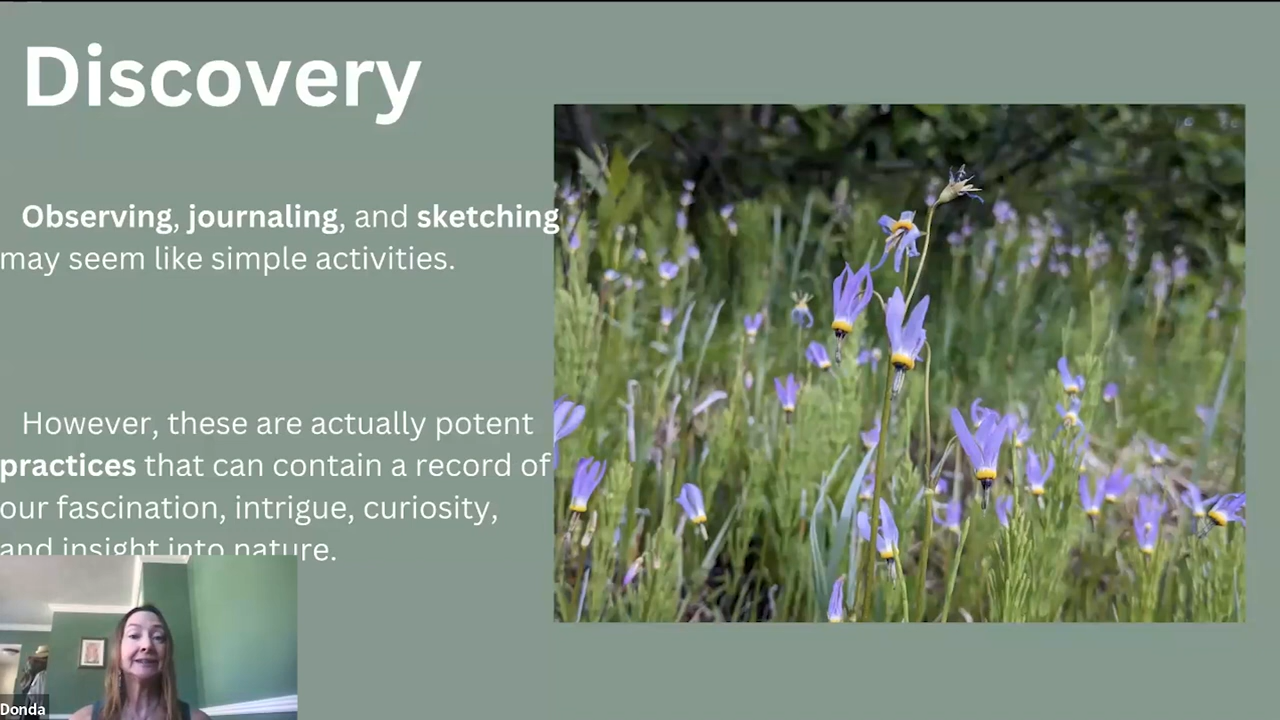 Discovery
Observing, journaling, and sketching
may seem like simple activities.
However, these are actually potent
practices that can contain a record of
our fascination, intrigue, curiosity,
and insight into nature.
Donda